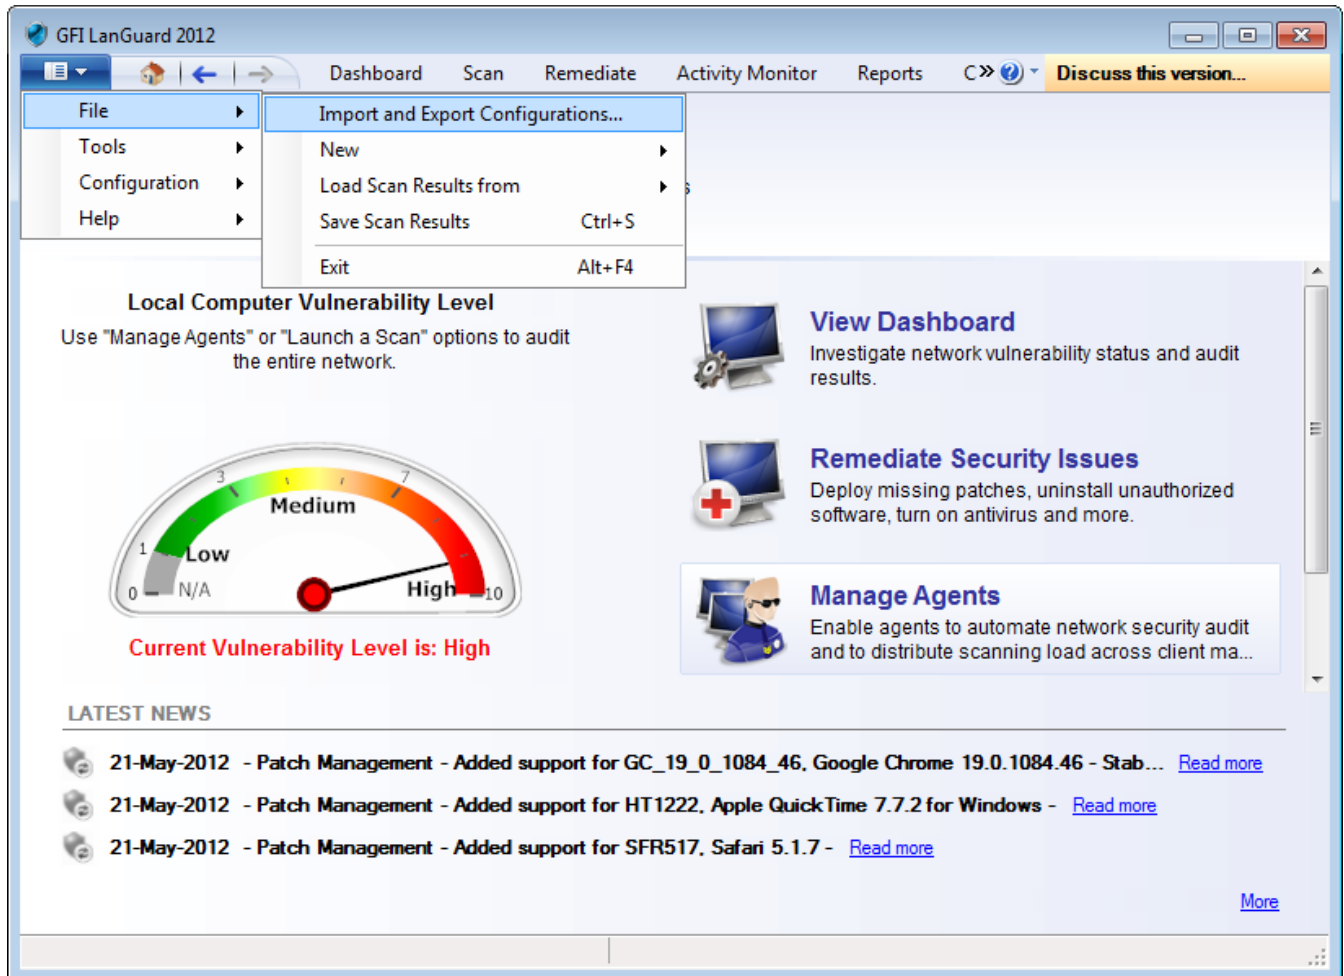 GFI LanGuard 2012
Dashboard Scan Remediate Activity Monitor Reports C» Discuss this version...
File
Tools
Configuration
Help
Import and Export Configurations...
New
Load Scan Results from
Save Scan Results Ctrl+S
Exit Alt+F4
s
Local Computer Vulnerability Level
Use "Manage Agents" or "Launch a Scan" options to audit
the entire network.
0 1 3 7 10
N/A Low Medium High
Current Vulnerability Level is: High
View Dashboard
Investigate network vulnerability status and audit
results.
Remediate Security Issues
Deploy missing patches, uninstall unauthorized
software, turn on antivirus and more.
Manage Agents
Enable agents to automate network security audit
and to distribute scanning load across client ma...
LATEST NEWS
21-May-2012 - Patch Management - Added support for GC_19_0_1084_46, Google Chrome 19.0.1084.46 - Stab... Read more
21-May-2012 - Patch Management - Added support for HT1222, Apple QuickTime 7.7.2 for Windows - Read more
21-May-2012 - Patch Management - Added support for SFR517, Safari 5.1.7 - Read more
More